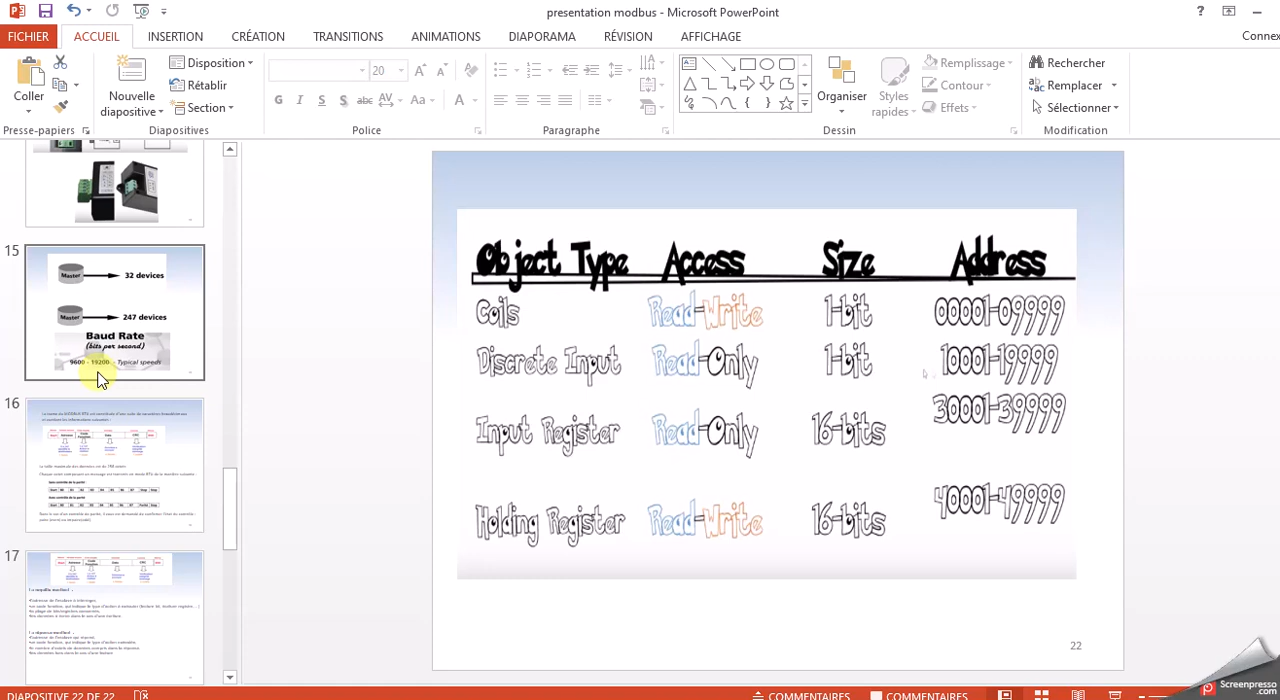 presentation modbus - Microsoft PowerPoint
?
FICHIER ACCUEIL INSERTION CRÉATION TRANSITIONS ANIMATIONS DIAPORAMA RÉVISION AFFICHAGE Connex
Coller
Presse-papiers
Nouvelle
diapositive
Disposition
Rétablir
Section
Diapositives
20
G I S S abc AV Aa A
Police
Paragraphe
Organiser
Styles
rapides
Remplissage
Contour
Effets
Dessin
Rechercher
Remplacer
Sélectionner
Modification
15
Master 32 devices
Master 247 devices
Baud Rate
(bits per second)
9600 - 19200 - Typical speeds
16
17
Object Type Access Size Address
Coils Read-Write 1-bit 00001-09999
Discrete Input Read-Only 1-bit 10001-19999
Input Register Read-Only 16-bits 30001-39999
Holding Register Read-Write 16-bits 40001-49999
22
DIAPOSITIVE 22 DE 22
COMMENTAIRES COMMENTAIRES
Screenpresso
.com